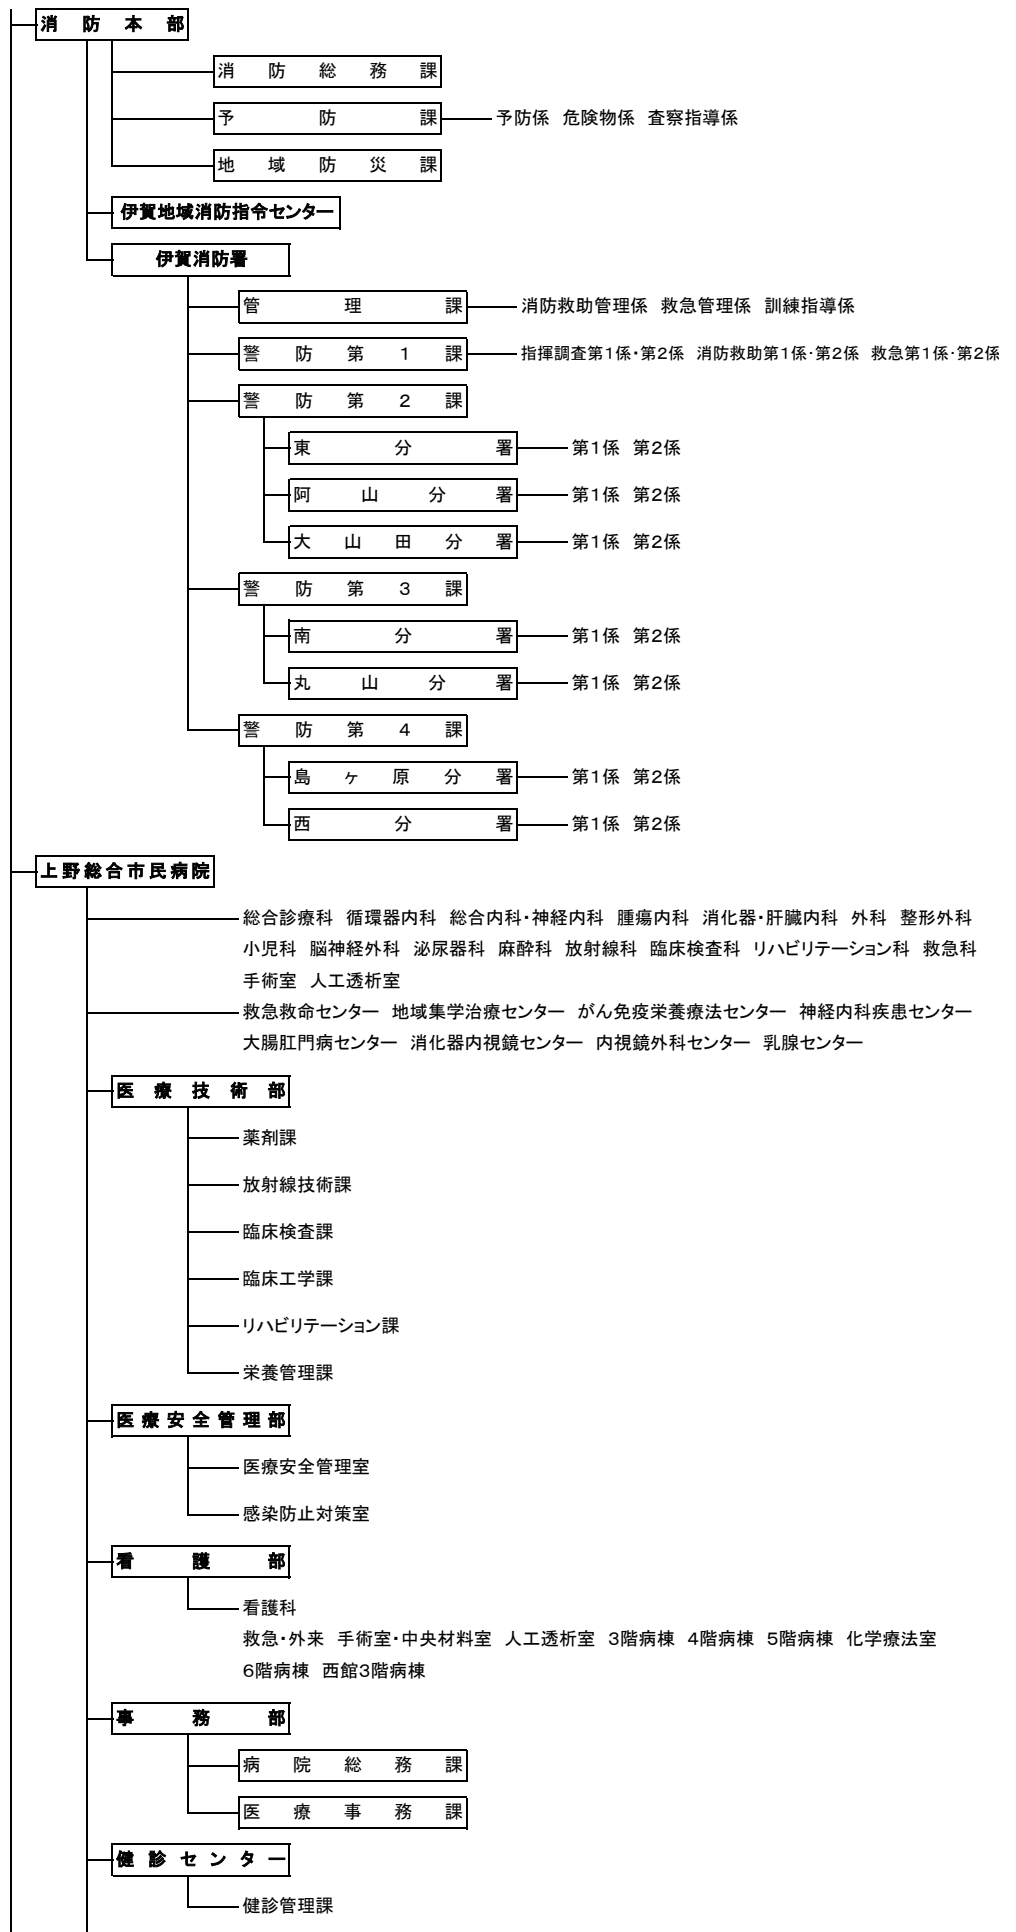 消防本部
消防総務課
予防課 予防係 危険物係 査察指導係
地域防災課
伊賀地域消防指令センター
伊賀消防署
管理課 消防救助管理係 救急管理係 訓練指導係
警防第1課 指揮調査第1係・第2係 消防救助第1係・第2係 救急第1係・第2係
警防第2課
東分署 第1係 第2係
阿山分署 第1係 第2係
大山田分署 第1係 第2係
警防第3課
南分署 第1係 第2係
丸山分署 第1係 第2係
警防第4課
島ヶ原分署 第1係 第2係
西分署 第1係 第2係
上野総合市民病院
総合診療科 循環器内科 総合内科・神経内科 腫瘍内科 消化器・肝臓内科 外科 整形外科
小児科 脳神経外科 泌尿器科 麻酔科 放射線科 臨床検査科 リハビリテーション科 救急科
手術室 人工透析室
救急救命センター 地域集学治療センター がん免疫栄養療法センター 神経内科疾患センター
大腸肛門病センター 消化器内視鏡センター 内視鏡外科センター 乳腺センター
医療技術部
薬剤課
放射線技術課
臨床検査課
臨床工学課
リハビリテーション課
栄養管理課
医療安全管理部
医療安全管理室
感染防止対策室
看護部
看護科
救急・外来 手術室・中央材料室 人工透析室 3階病棟 4階病棟 5階病棟 化学療法室
6階病棟 西館3階病棟
事務部
病院総務課
医療事務課
健診センター
健診管理課